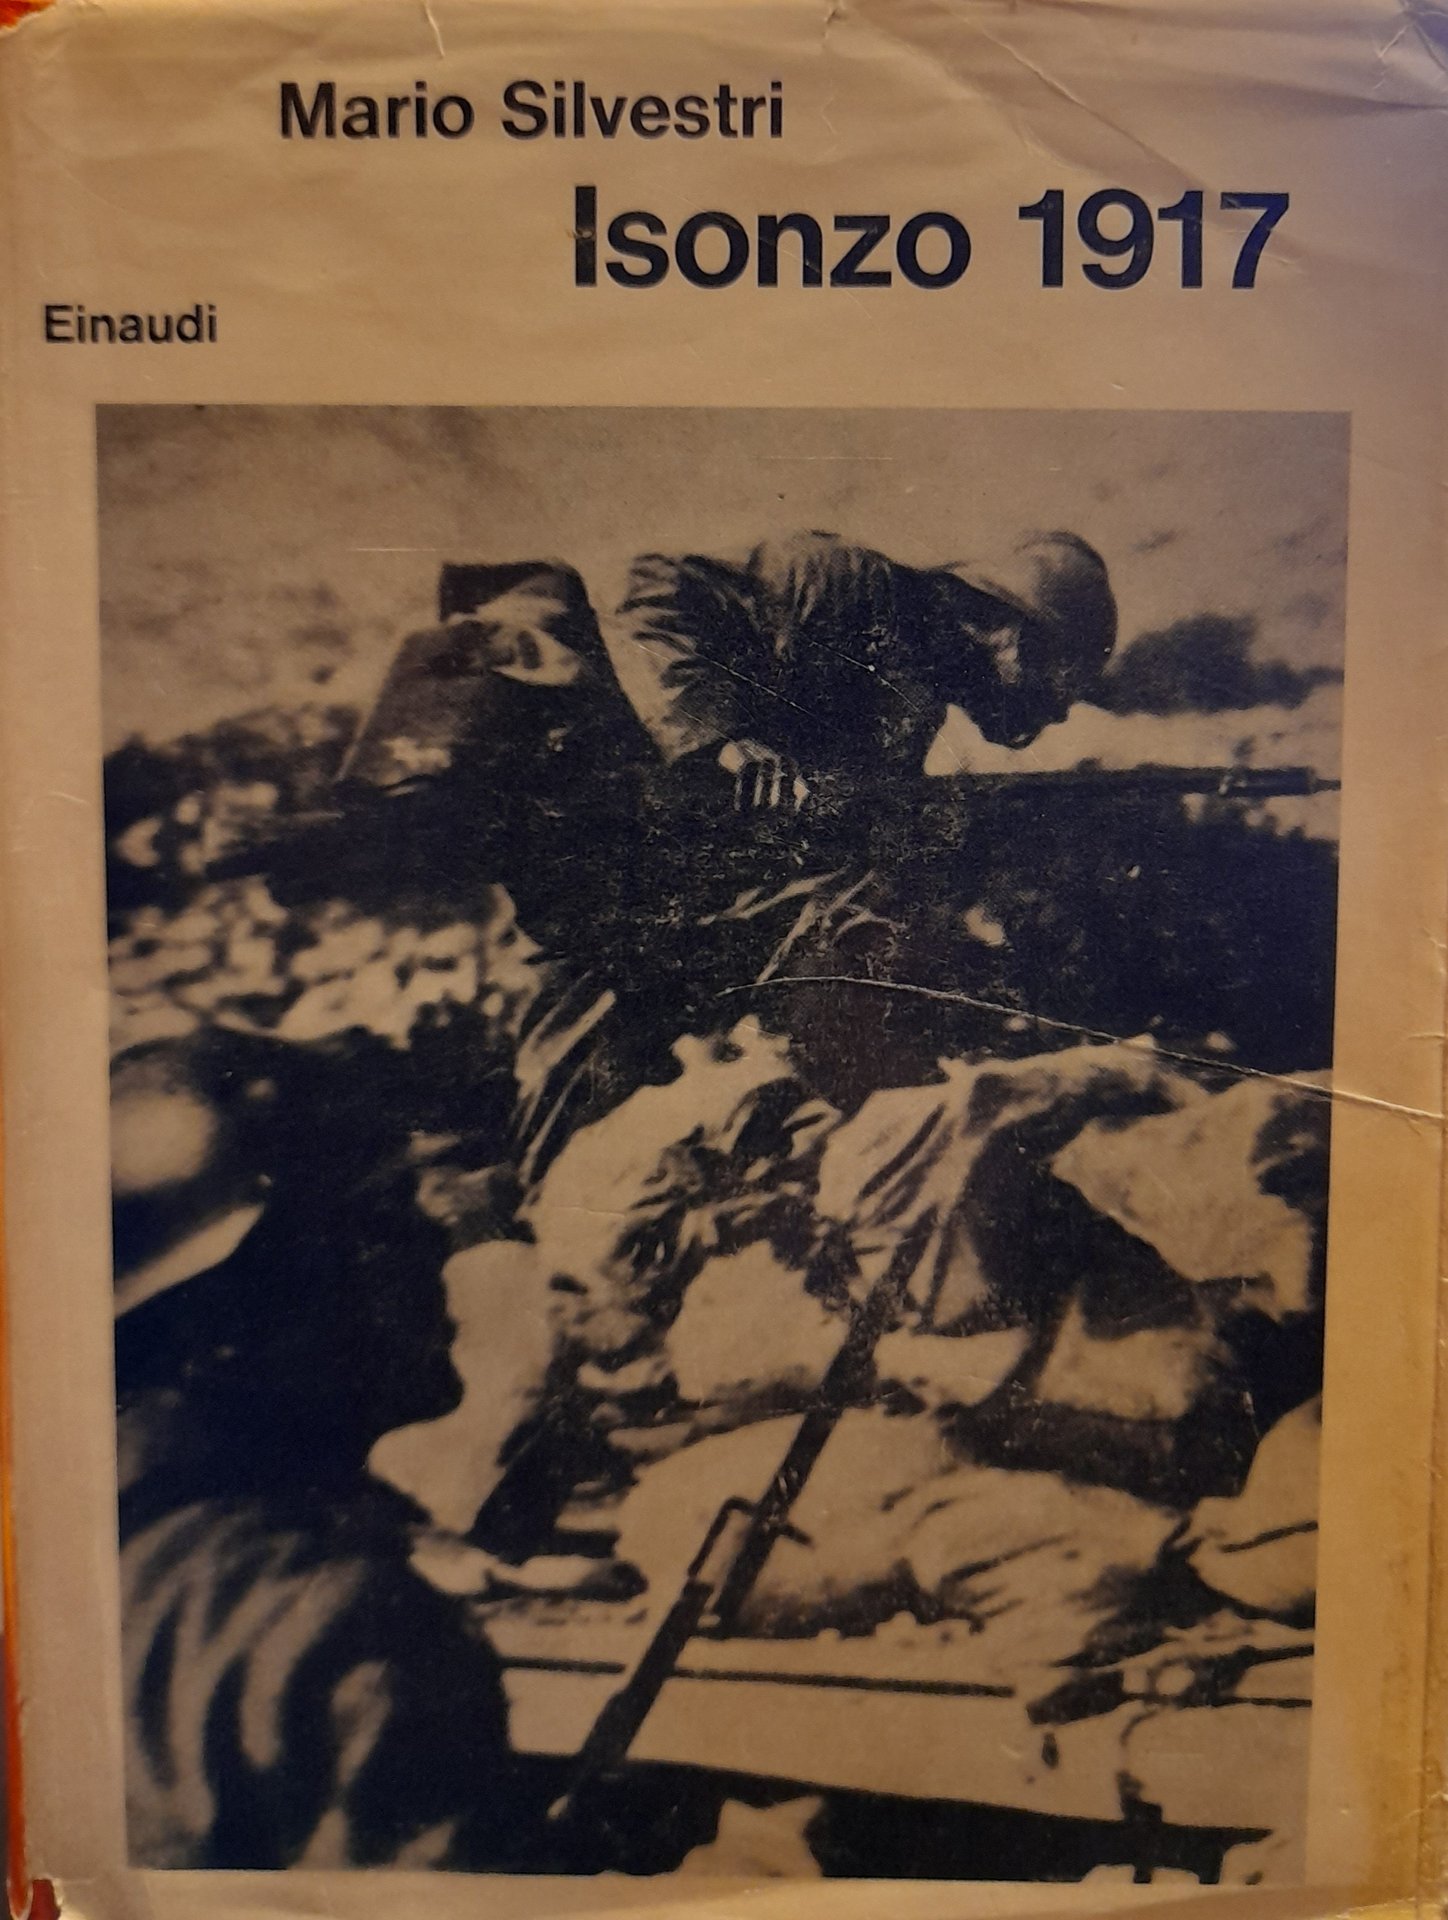 Mario Silvestri
Isonzo 1917
Einaudi